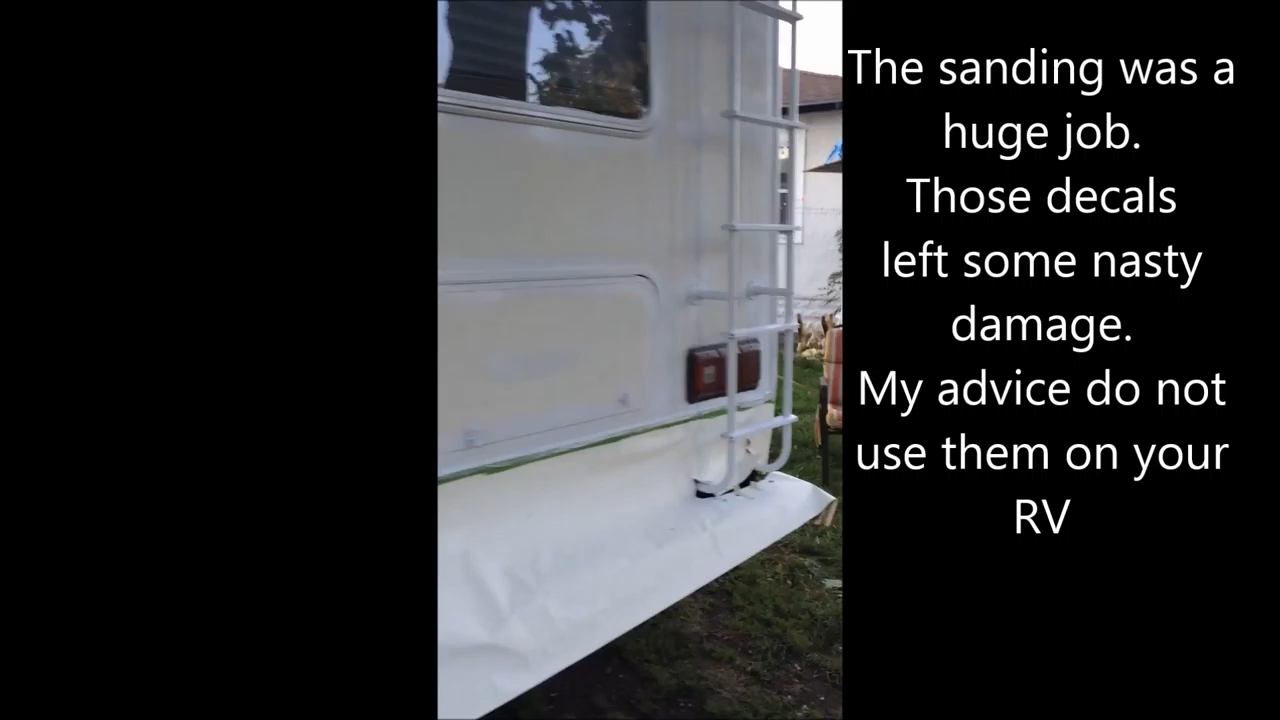 The sanding was a
huge job.
Those decals
left some nasty
damage.
My advice do not
use them on your
RV